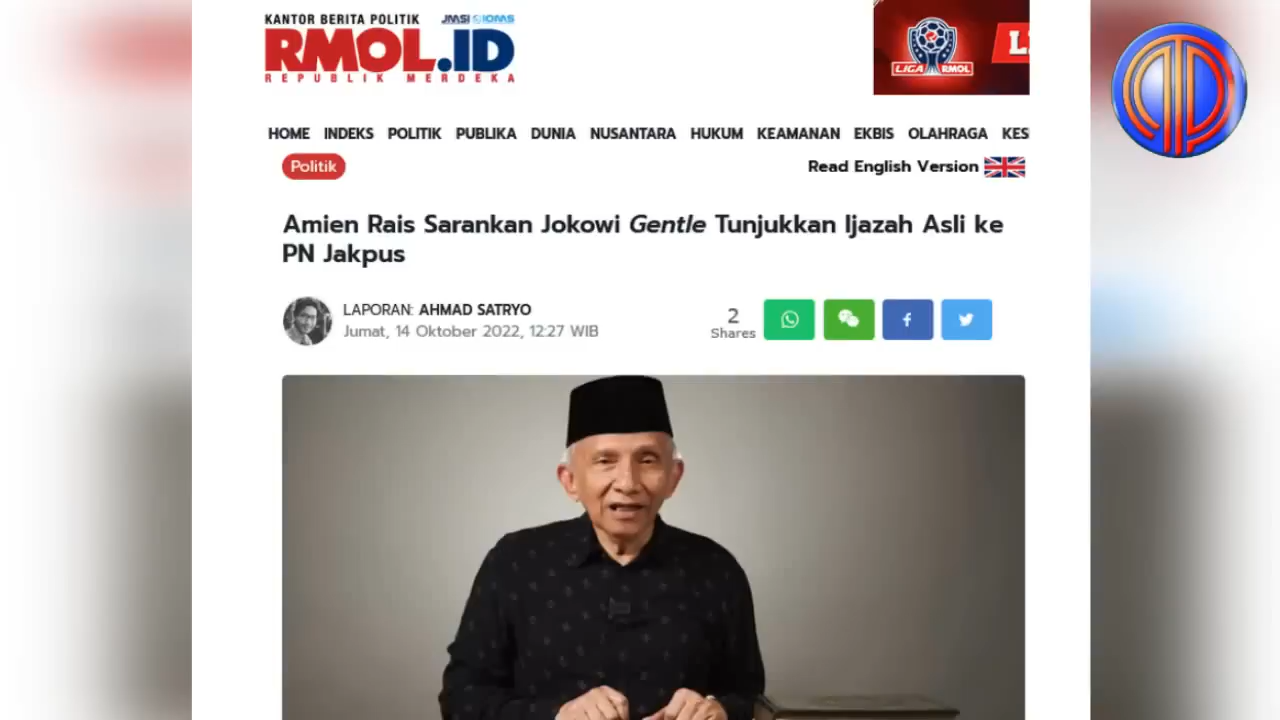 KANTOR BERITA POLITIK
RMOL.ID
REPUBLIK MERDEKA
LIGA RMOL
HOME INDEKS POLITIK PUBLIKA DUNIA NUSANTARA HUKUM KEAMANAN EKBIS OLAHRAGA KES
Politik
Read English Version
Amien Rais Sarankan Jokowi Gentle Tunjukkan Ijazah Asli ke
PN Jakpus
LAPORAN: AHMAD SATRYO
Jumat, 14 Oktober 2022, 12:27 WIB
2
Shares